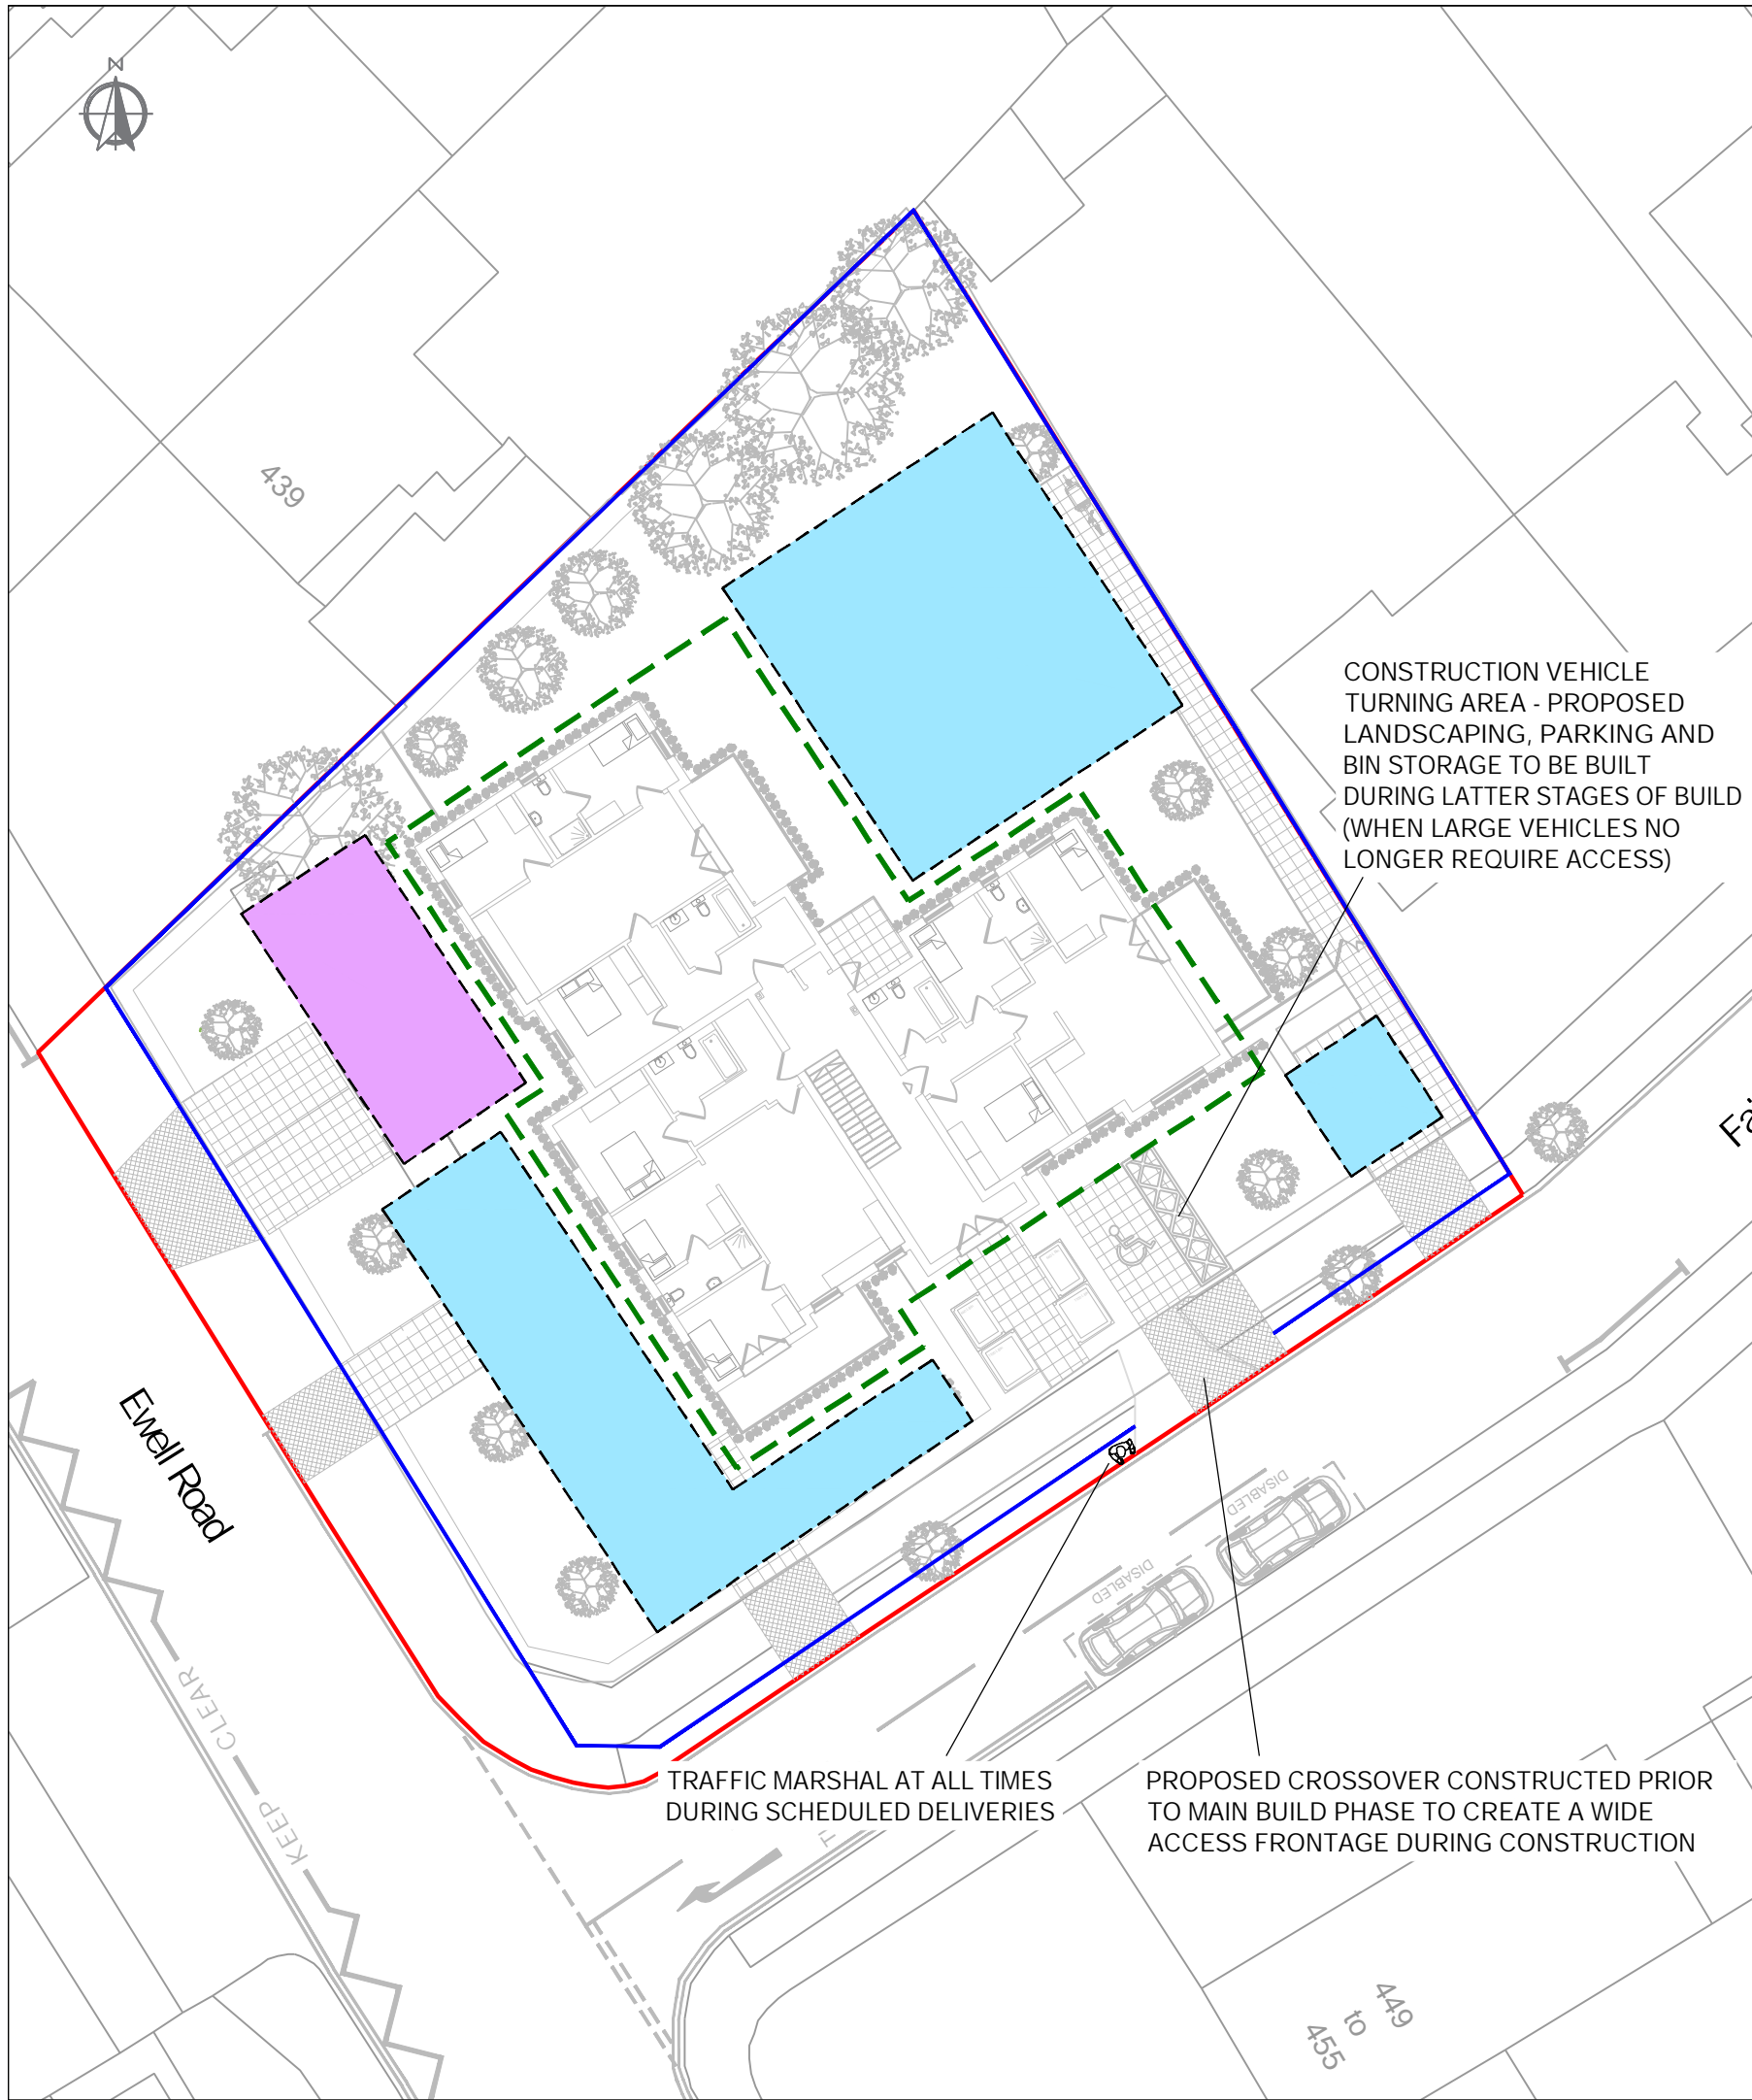 N
439
CONSTRUCTION VEHICLE
TURNING AREA - PROPOSED
LANDSCAPING, PARKING AND
BIN STORAGE TO BE BUILT
DURING LATTER STAGES OF BUILD
(WHEN LARGE VEHICLES NO
LONGER REQUIRE ACCESS)
Ewell Road
DISABLED
DISABLED
KEEP CLEAR
TRAFFIC MARSHAL AT ALL TIMES
DURING SCHEDULED DELIVERIES
PROPOSED CROSSOVER CONSTRUCTED PRIOR
TO MAIN BUILD PHASE TO CREATE A WIDE
ACCESS FRONTAGE DURING CONSTRUCTION
449
to
455